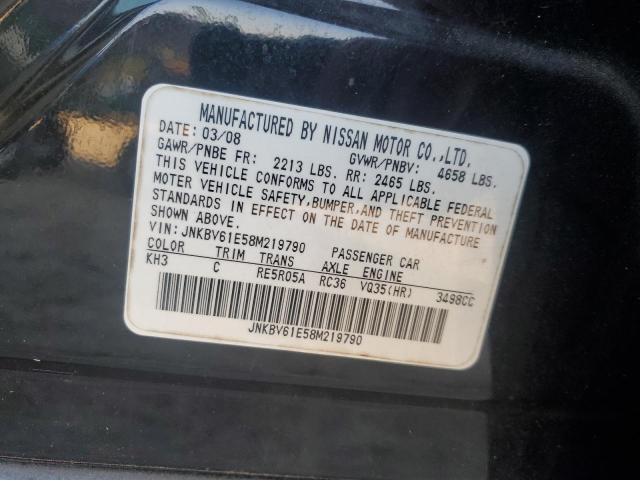 MANUFACTURED BY NISSAN MOTOR CO.,LTD.
DATE: 03/08 GVWR/PNBV: 4658 LBS.
GAWR/PNBE FR: 2213 LBS. RR: 2465 LBS.
THIS VEHICLE CONFORMS TO ALL APPLICABLE FEDERAL
MOTOR VEHICLE SAFETY,BUMPER,AND THEFT PREVENTION
STANDARDS IN EFFECT ON THE DATE OF MANUFACTURE
SHOWN ABOVE.
VIN: JNKBV61E58M219790 PASSENGER CAR
COLOR TRIM TRANS AXLE ENGINE
KH3 C RE5R05A RC36 VQ35(HR) 3498CC
JNKBV61E58M219790